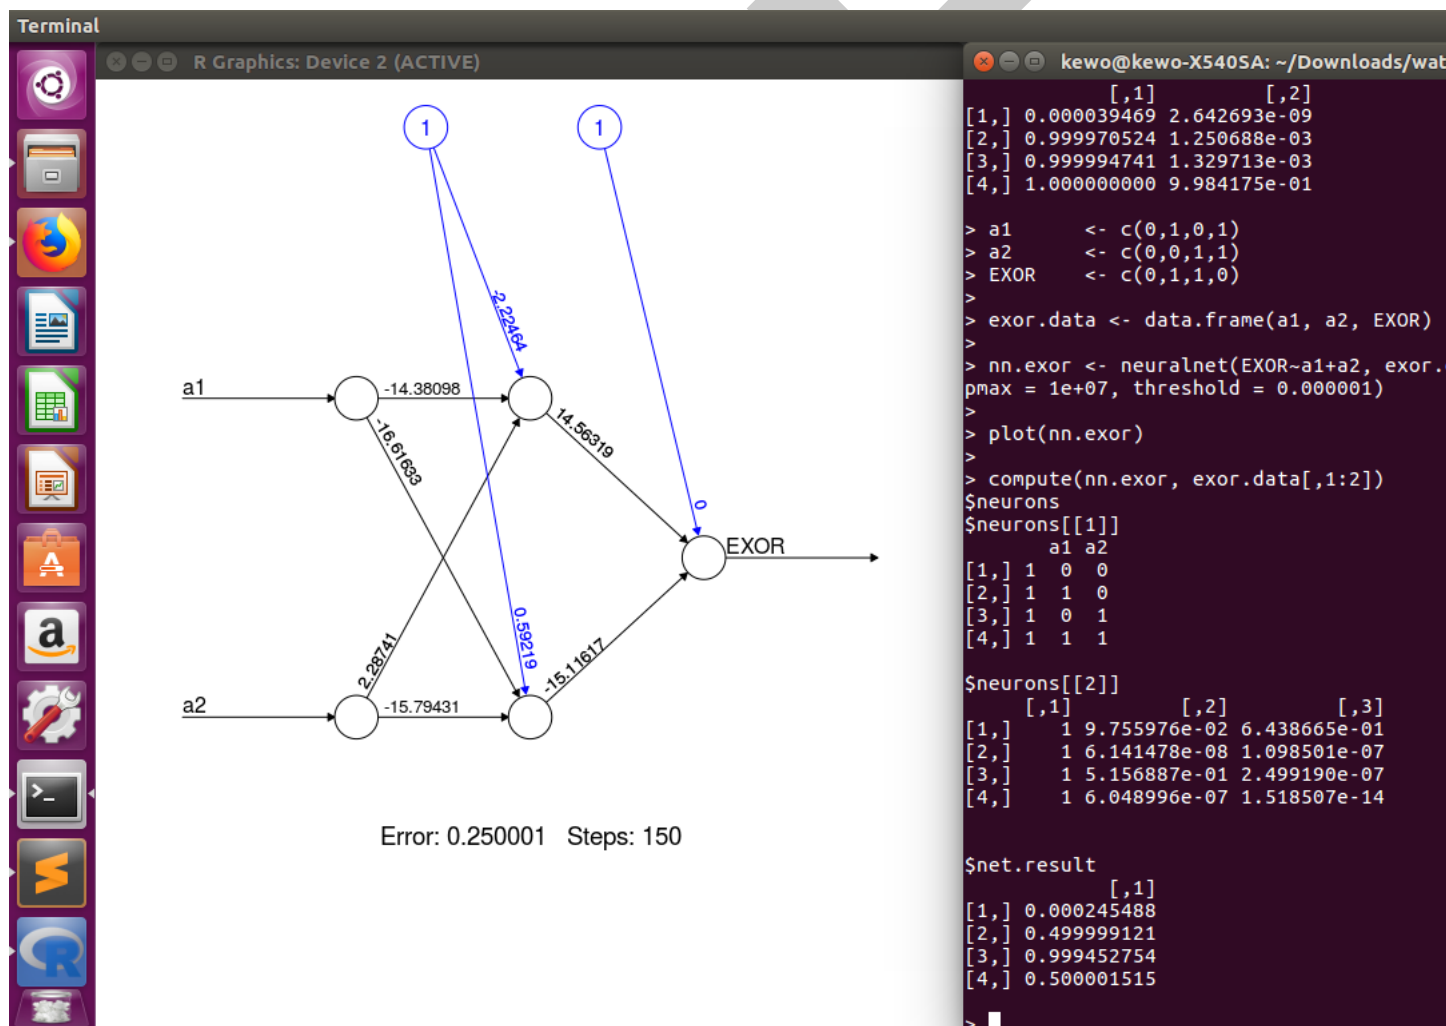 Terminal
R Graphics: Device 2 (ACTIVE)
1
1
-2.22464
a1
-14.38098
-16.61633
14.56319
0
EXOR
0.59219
2.28741
-15.11617
a2
-15.79431
Error: 0.250001 Steps: 150
kewo@kewo-X540SA: ~/Downloads/wat
[,1] [,2]
[1,] 0.000039469 2.642693e-09
[2,] 0.999970524 1.250688e-03
[3,] 0.999994741 1.329713e-03
[4,] 1.000000000 9.984175e-01
> a1 <- c(0,1,0,1)
> a2 <- c(0,0,1,1)
> EXOR <- c(0,1,1,0)
>
> exor.data <- data.frame(a1, a2, EXOR)
>
> nn.exor <- neuralnet(EXOR~a1+a2, exor.
pmax = 1e+07, threshold = 0.000001)
>
> plot(nn.exor)
>
> compute(nn.exor, exor.data[,1:2])
$neurons
$neurons[[1]]
a1 a2
[1,] 1 0 0
[2,] 1 1 0
[3,] 1 0 1
[4,] 1 1 1
$neurons[[2]]
[,1] [,2] [,3]
[1,] 1 9.755976e-02 6.438665e-01
[2,] 1 6.141478e-08 1.098501e-07
[3,] 1 5.156887e-01 2.499190e-07
[4,] 1 6.048996e-07 1.518507e-14
$net.result
[,1]
[1,] 0.000245488
[2,] 0.499999121
[3,] 0.999452754
[4,] 0.500001515
>